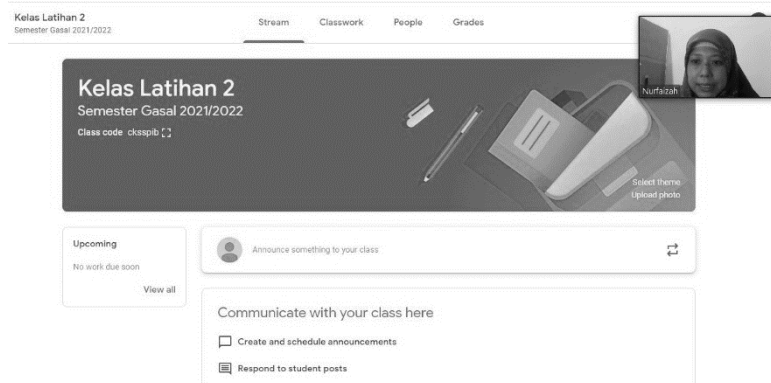 Kelas Latihan 2
Semester Gasal 2021/2022
Stream Classwork People Grades
Nurfaizah
Kelas Latihan 2
Semester Gasal 2021/2022
Class code cksspib
Select theme
Upload photo
Upcoming
No work due soon
View all
Announce something to your class
Communicate with your class here
Create and schedule announcements
Respond to student posts